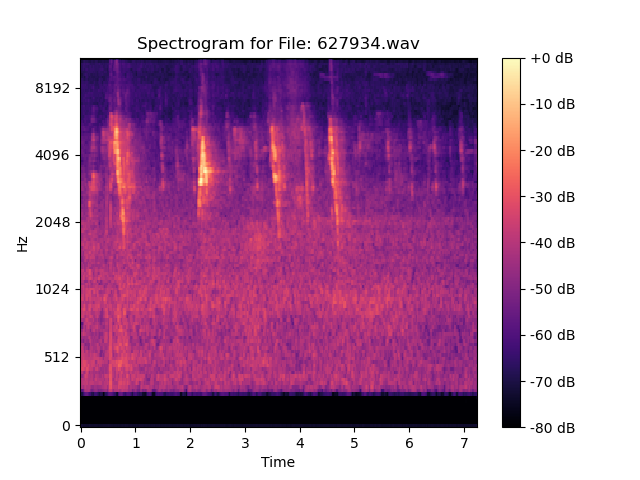 Spectrogram for File: 627934.wav
8192
4096
2048
1024
512
0
Hz
0 1 2 3 4 5 6 7
Time
+0 dB
-10 dB
-20 dB
-30 dB
-40 dB
-50 dB
-60 dB
-70 dB
-80 dB